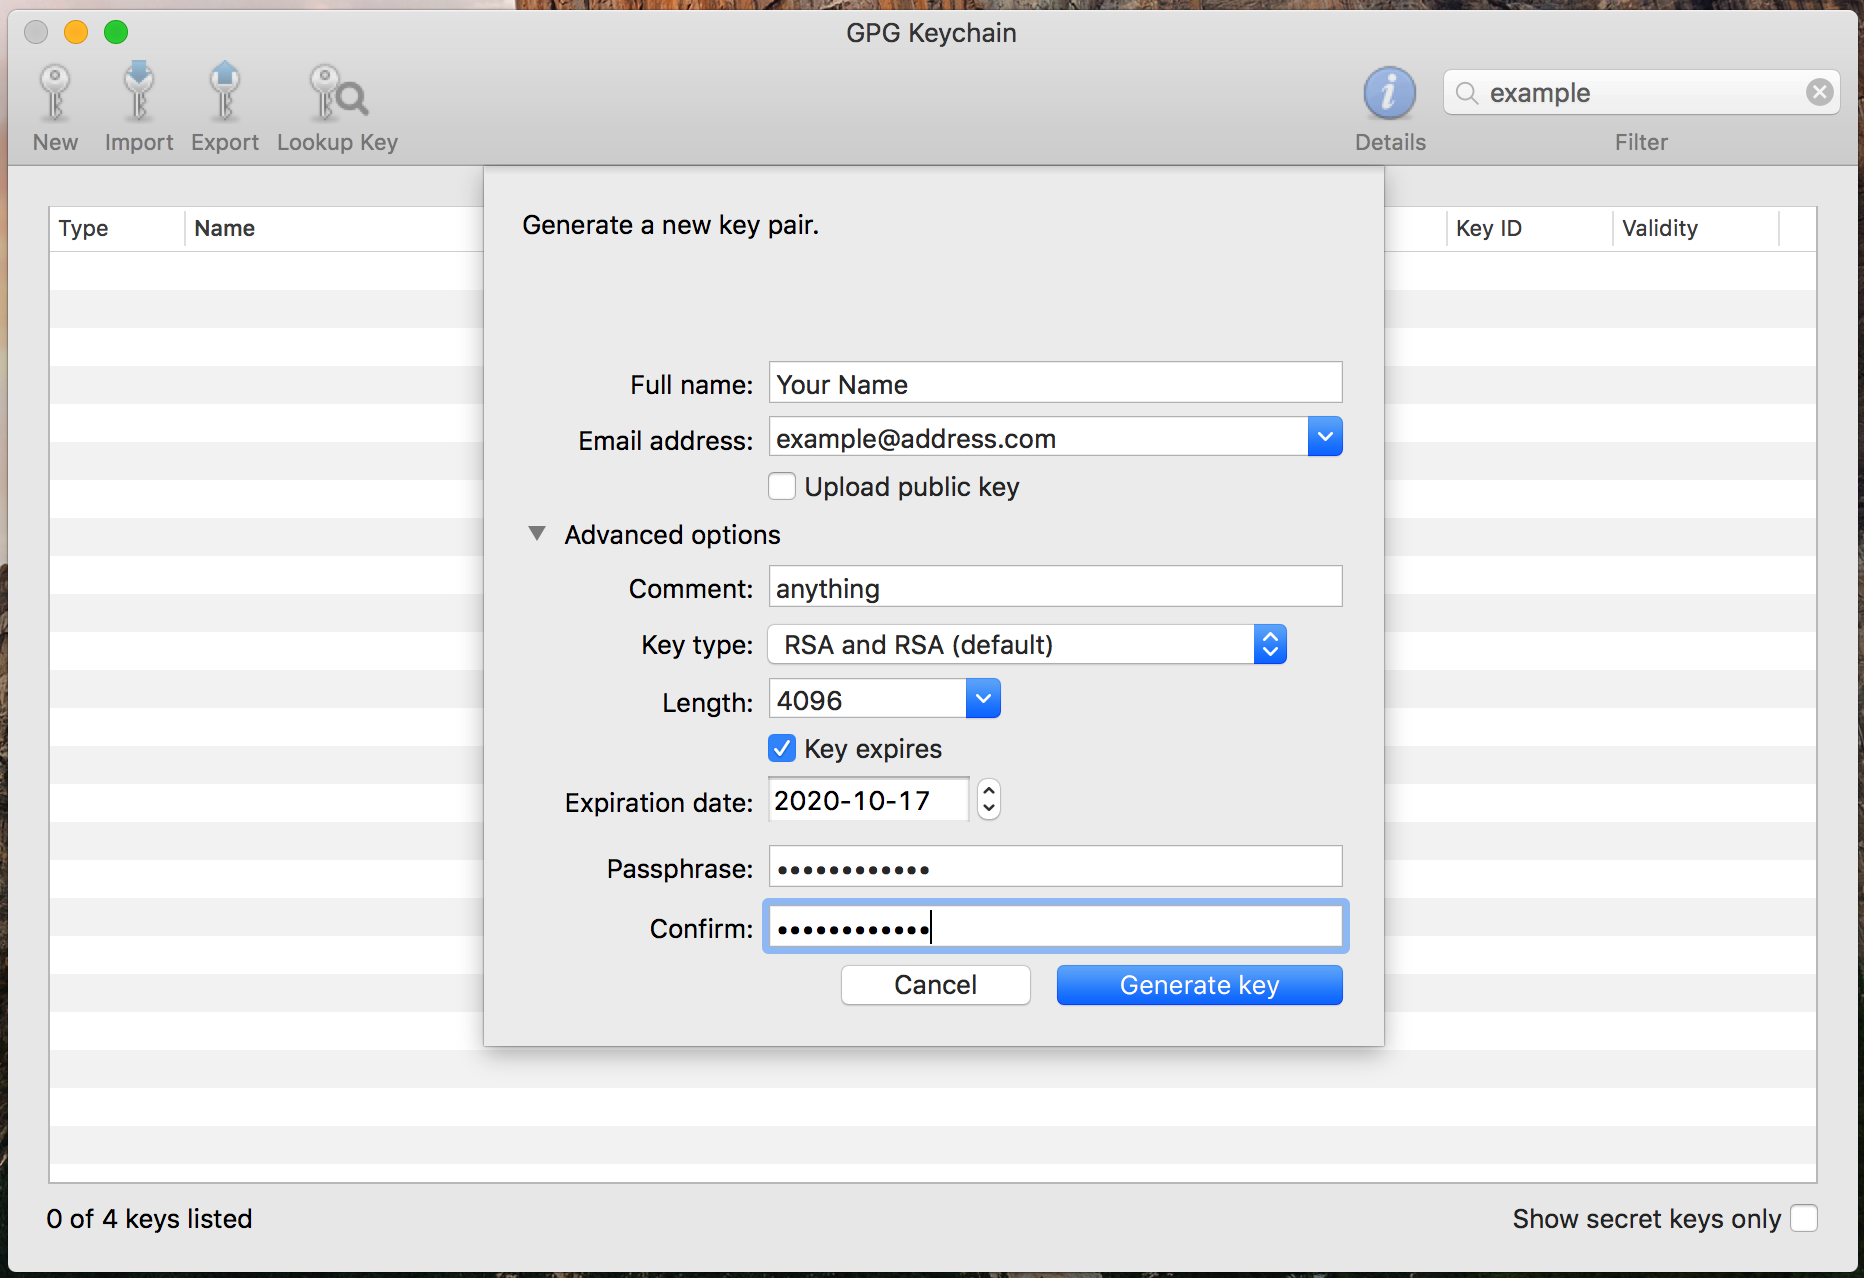 GPG Keychain
New Import Export Lookup Key
example
Details Filter
Type Name Key ID Validity
Generate a new key pair.
Full name: Your Name
Email address: example@address.com
Upload public key
Advanced options
Comment: anything
Key type: RSA and RSA (default)
Length: 4096
Key expires
Expiration date: 2020-10-17
Passphrase: ••••••••••••
Confirm: ••••••••••••
Cancel Generate key
0 of 4 keys listed
Show secret keys only